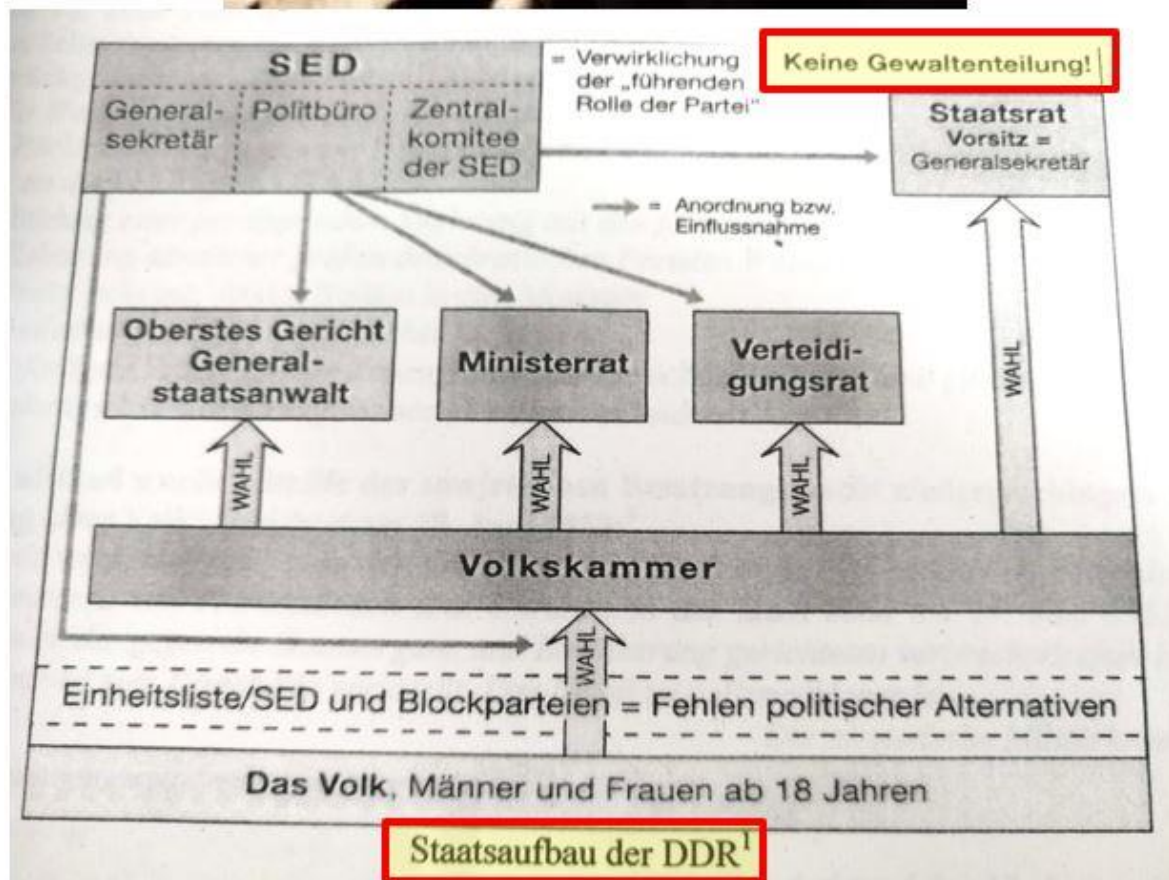 SED
General-
sekretär
Politbüro
Zentral-
komitee
der SED
= Verwirklichung
der „führenden
Rolle der Partei"
Keine Gewaltenteilung!
Staatsrat
Vorsitz =
Generalsekretär
= Anordnung bzw.
Einflussnahme
Oberstes Gericht
General-
staatsanwalt
Ministerrat
Verteidi-
gungsrat
WAHL
WAHL
WAHL
WAHL
Volkskammer
WAHL
Einheitsliste/SED und Blockparteien = Fehlen politischer Alternativen
Das Volk, Männer und Frauen ab 18 Jahren
Staatsaufbau der DDR¹